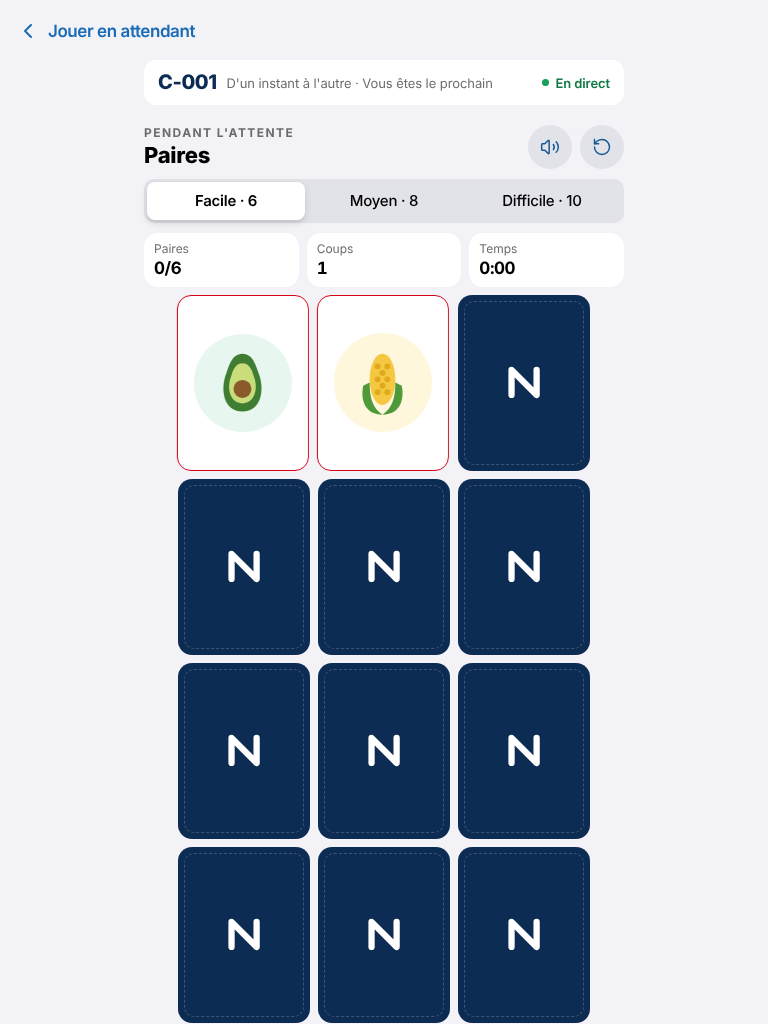 Jouer en attendant
C-001 D'un instant à l'autre · Vous êtes le prochain En direct
PENDANT L'ATTENTE
Paires
Facile · 6 Moyen · 8 Difficile · 10
Paires Coups Temps
0/6 1 0:00
N
N N N
N N N
N N N